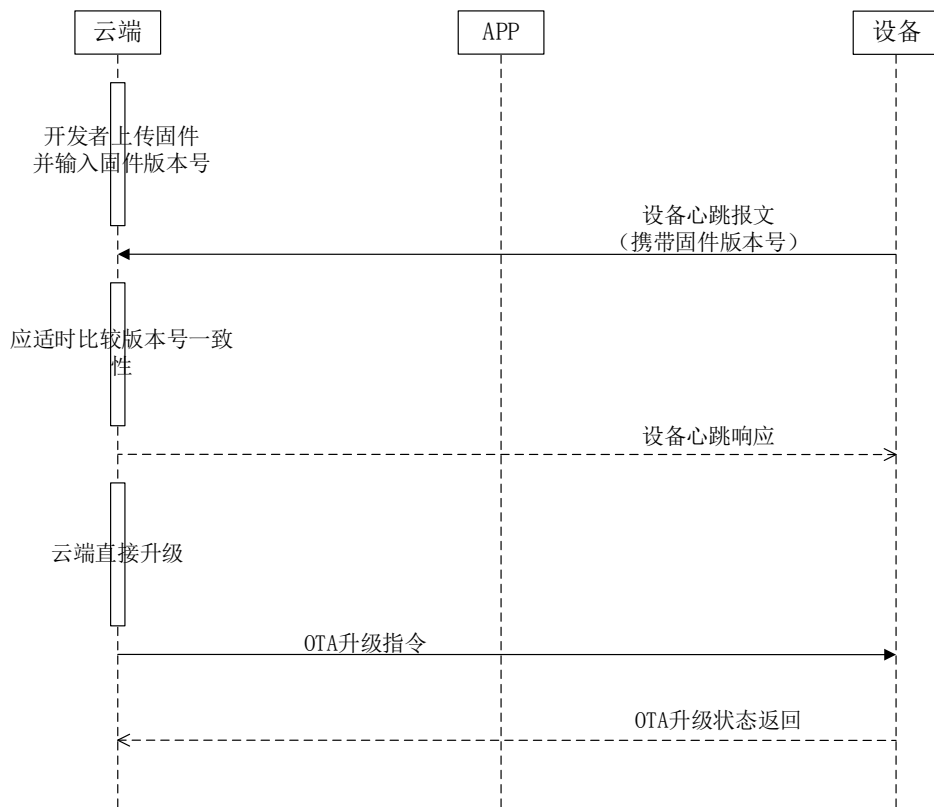 云端
APP
设备
开发者上传固件
并输入固件版本号
设备心跳报文
（携带固件版本号）
应适时比较版本号一致
性
设备心跳响应
云端直接升级
OTA升级指令
OTA升级状态返回